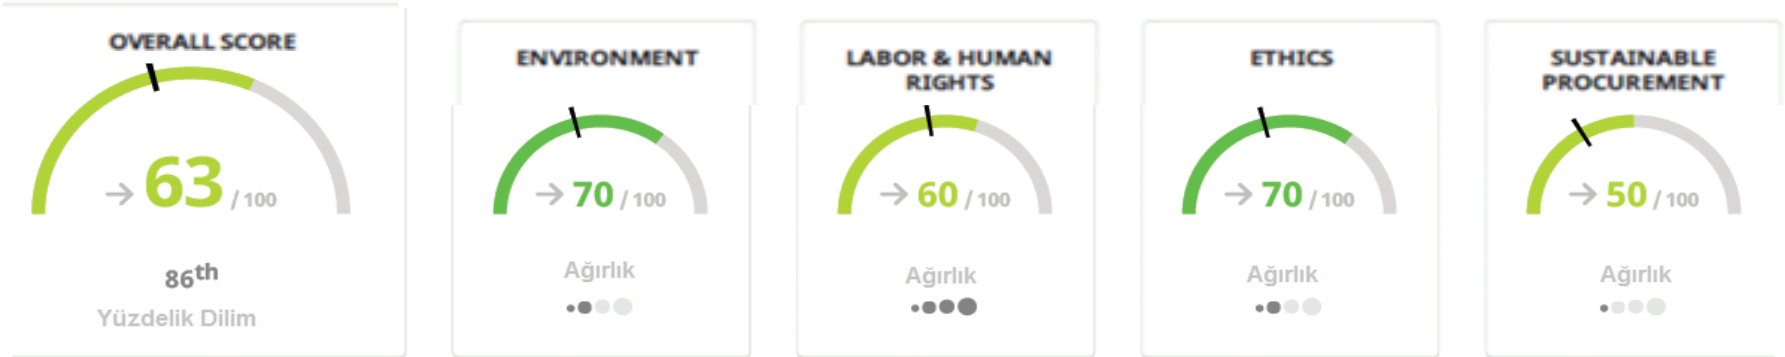 OVERALL SCORE
→ 63 / 100
86th
Yüzdelik Dilim
ENVIRONMENT
→ 70 / 100
Ağırlık
LABOR & HUMAN
RIGHTS
→ 60 / 100
Ağırlık
ETHICS
→ 70 / 100
Ağırlık
SUSTAINABLE
PROCUREMENT
→ 50 / 100
Ağırlık